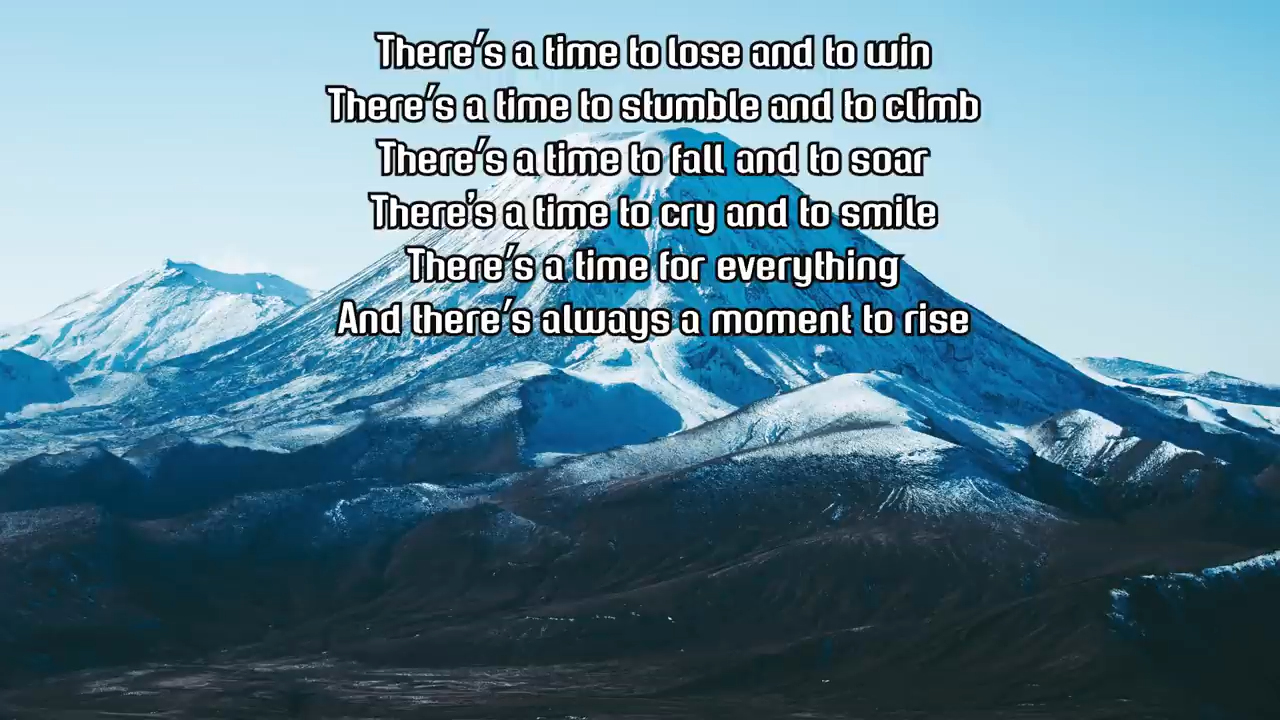 There's a time to lose and to win
There's a time to stumble and to climb
There's a time to fall and to soar
There's a time to cry and to smile
There's a time for everything
And there's always a moment to rise